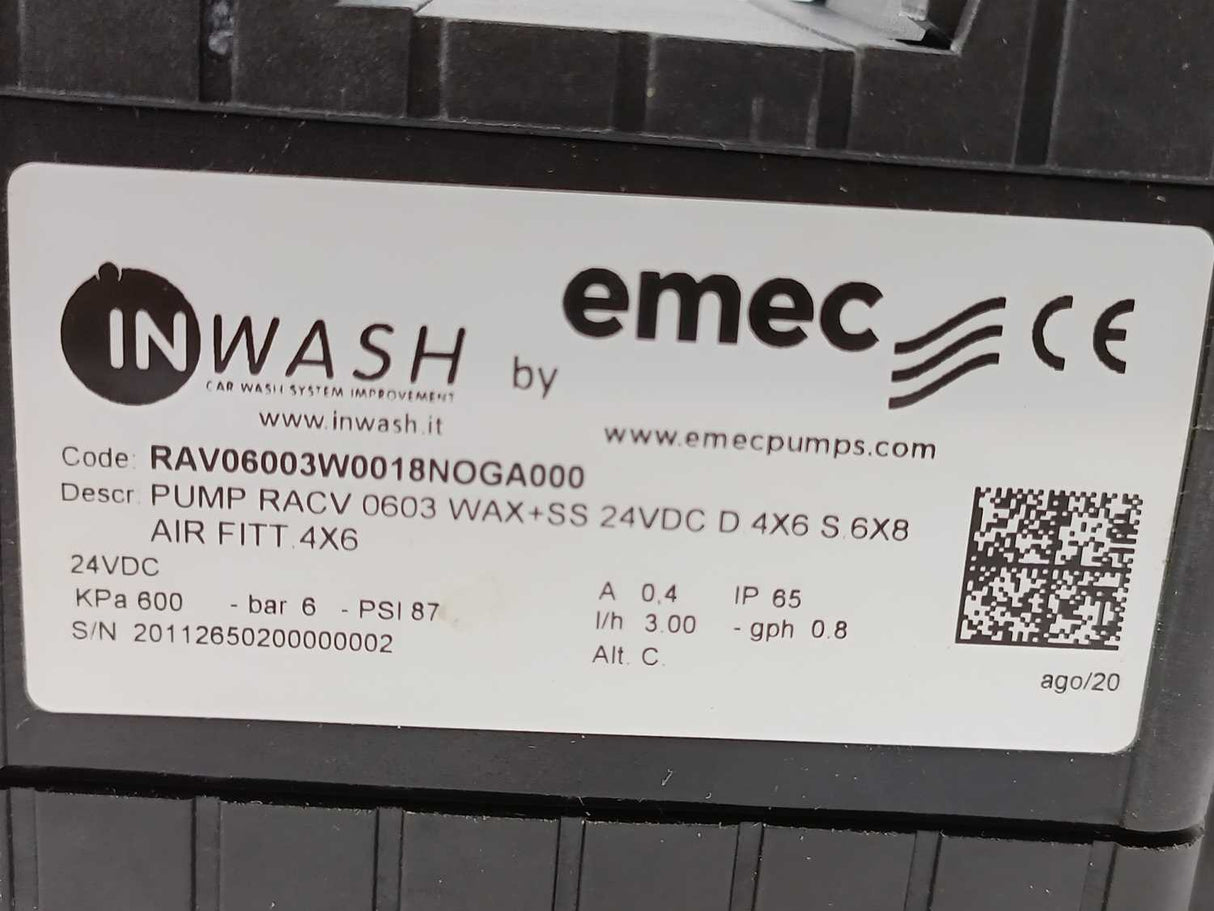 INWASH by emec CE
CAR WASH SYSTEM IMPROVEMENT
www.inwash.it
www.emecpumps.com
Code: RAV06003W0018NOGA000
Descr. PUMP RACV 0603 WAX+SS 24VDC D.4X6 S.6X8
AIR FITT.4X6
24VDC
KPa 600 - bar 6 - PSI 87
A 0,4 IP 65
S/N 20112650200000002
l/h 3.00 - gph 0.8
Alt. C.
ago/20